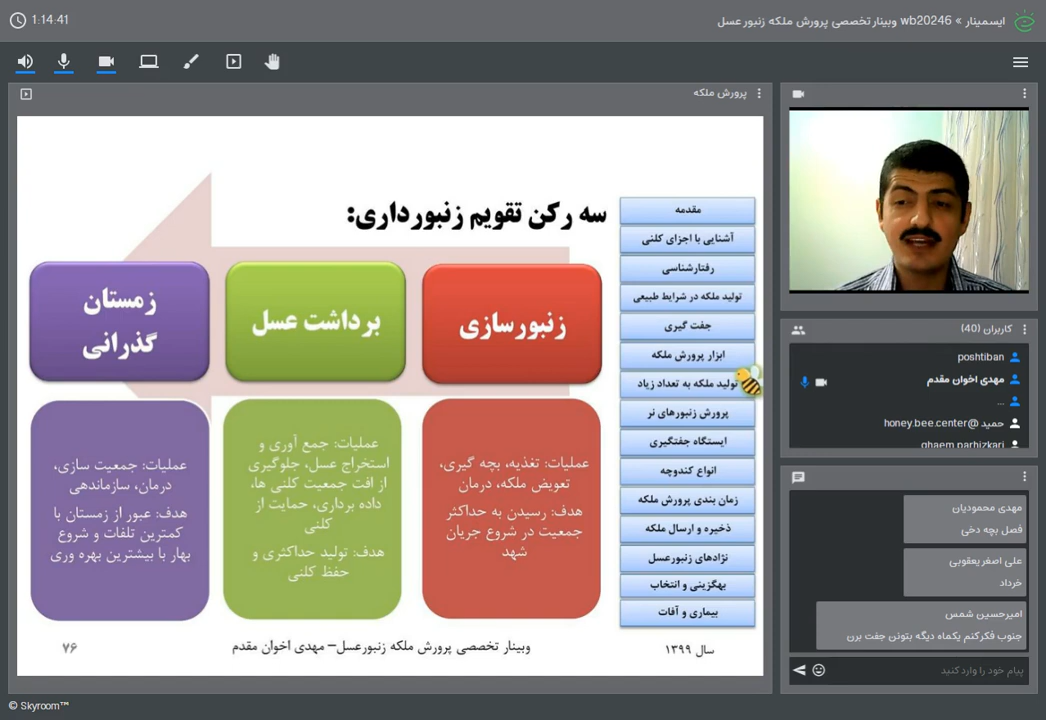 1:14:41
ایسمینار » wb20246 وبینار تخصصی پرورش ملکه زنبور عسل
پرورش ملکه
سه رکن تقویم زنبورداری:
زنبورسازی
برداشت عسل
زمستان
گذرانی
عملیات: تغذیه، بچه گیری،
تعویض ملکه، درمان
هدف: رسیدن به حداکثر
جمعیت در شروع جریان
شهد
عملیات: جمع آوری و
استخراج عسل، جلوگیری
از افت جمعیت کلنی ها،
داده برداری، حمایت از
کلنی
هدف: تولید حداکثری و
حفظ کلنی
عملیات: جمعیت سازی،
درمان، سازماندهی
هدف: عبور از زمستان با
کمترین تلفات و شروع
بهار با بیشترین بهره وری
مقدمه
آشنایی با اجزای کلنی
رفتارشناسی
تولید ملکه در شرایط طبیعی
جفت گیری
ابزار پرورش ملکه
تولید ملکه به تعداد زیاد
پرورش زنبورهای نر
ایستگاه جفتگیری
انواع کندوچه
زمان بندی پرورش ملکه
ذخیره و ارسال ملکه
نژادهای زنبورعسل
بهگزینی و انتخاب
بیماری و آفات
سال ۱۳۹۹
وبینار تخصصی پرورش ملکه زنبورعسل– مهدی اخوان مقدم
۷۶
کاربران (40)
poshtiban
مهدی اخوان مقدم
...
حمید @honey.bee.center
ghaem parhizkari
مهدی محمودیان
فصل بچه دخی
علی اصغر یعقوبی
خرداد
امیرحسین شمس
جنوب فکرکنم یکماه دیگه بتونن جفت برن
پیام خود را وارد کنید
© Skyroom™